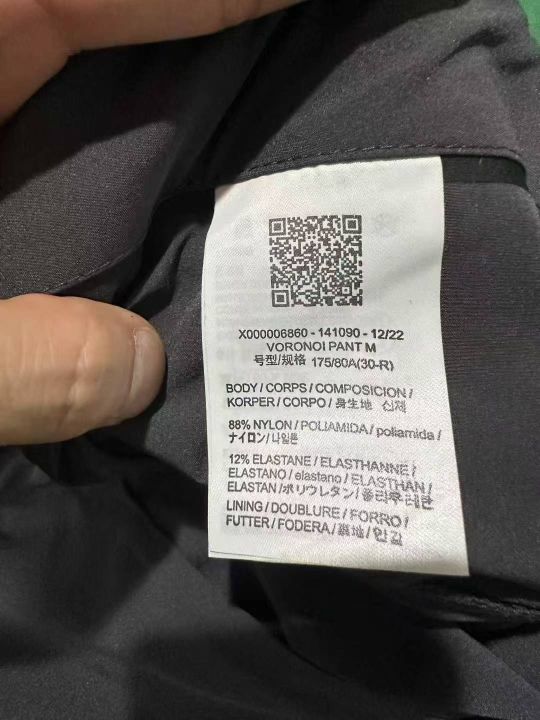 X000006860 - 141090 - 12/22
VORONOI PANT M
号型/规格 175/80A(30-R)
BODY / CORPS / COMPOSICION /
KORPER / CORPO / 身生地 신제
88% NYLON / POLIAMIDA / poliamida /
ナイロン / 나일론
12% ELASTANE / ELASTHANNE /
ELASTANO / elastano / ELASTHAN /
ELASTAN /ポリウレタン / 폴리우레탄
LINING / DOUBLURE / FORRO /
FUTTER / FODERA / 裏地 / 안감